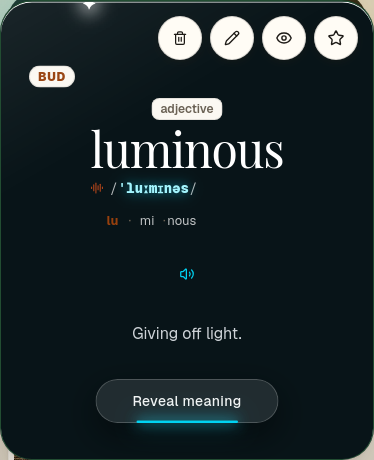 BUD
adjective
luminous
/ˈluːmɪnəs/
lu · mi ·nous
Giving off light.
Reveal meaning